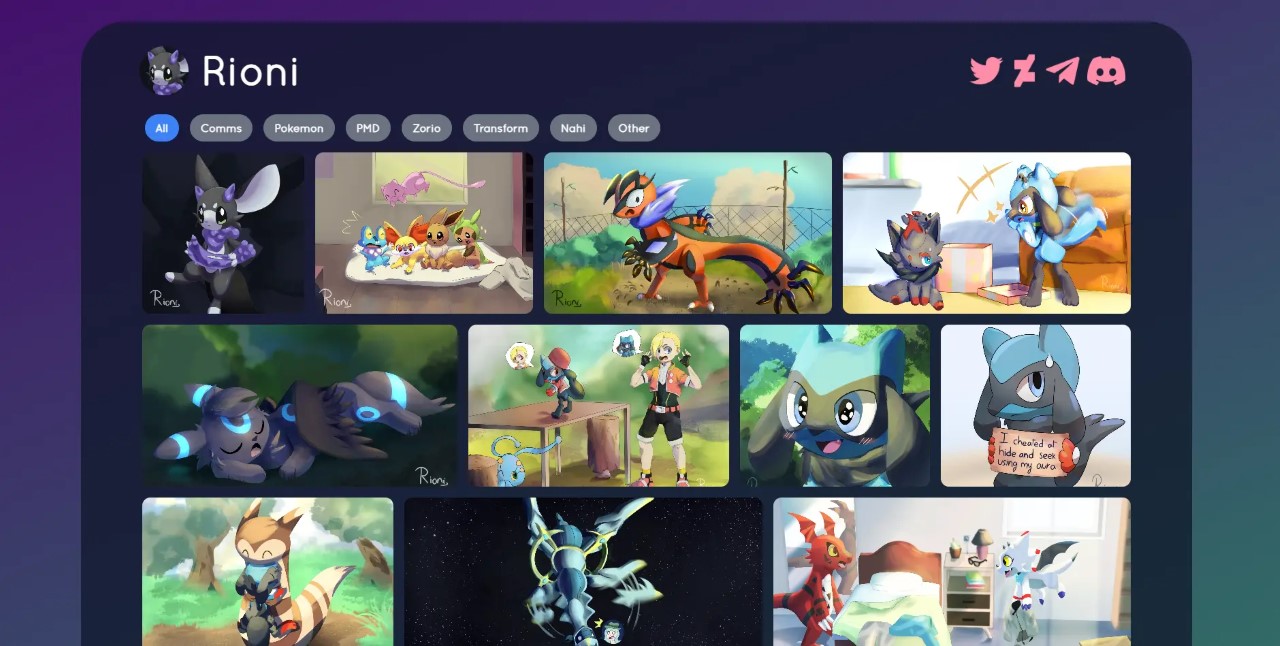 Rioni
All Comms Pokemon PMD Zorio Transform Nahi Other
Rioni
Rioni
Rioni
Rioni
I cheated at
hide and seek
using my aura